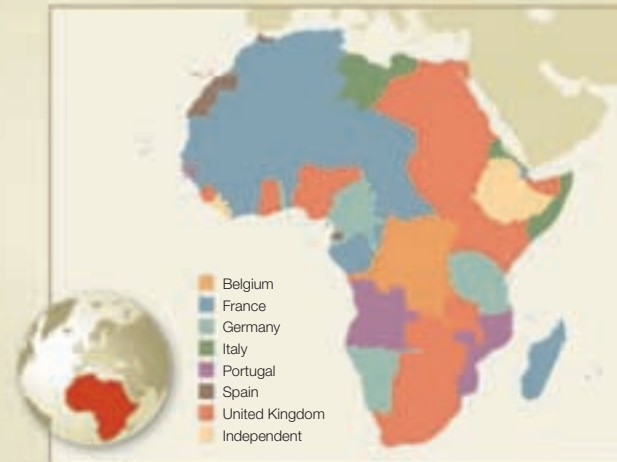 Belgium
France
Germany
Italy
Portugal
Spain
United Kingdom
Independent